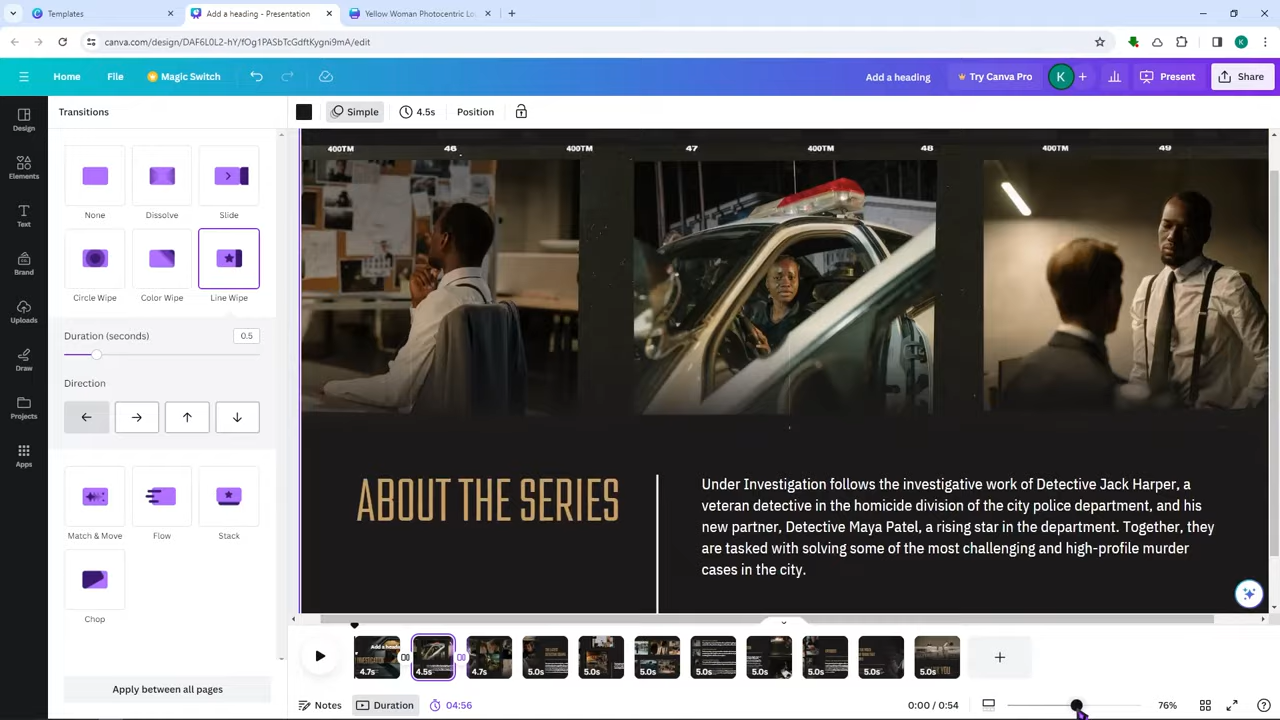 Templates
Add a heading - Presentation
Yellow Woman Photocentric Lo
canva.com/design/DAF6L0L2-hY/fOg1PASbTcGdftKygni9mA/edit
K
Home
File
Magic Switch
Add a heading
Try Canva Pro
K
Present
Share
Design
Elements
Text
Brand
Uploads
Draw
Projects
Apps
Transitions
None
Dissolve
Slide
Circle Wipe
Color Wipe
Line Wipe
Duration (seconds)
0.5
Direction
Match & Move
Flow
Stack
Chop
Apply between all pages
Simple
4.5s
Position
400TM 46 400TM 47 400TM 48 400TM 49
ABOUT THE SERIES
Under Investigation follows the investigative work of Detective Jack Harper, a
veteran detective in the homicide division of the city police department, and his
new partner, Detective Maya Patel, a rising star in the department. Together, they
are tasked with solving some of the most challenging and high-profile murder
cases in the city.
Add a head
4.7s 4.5s 4.7s 5.0s 5.0s 5.0s 5.0s 5.0s 5.0s 5.0s 5.0s
Notes
Duration
04:56
0:00 / 0:54
76%